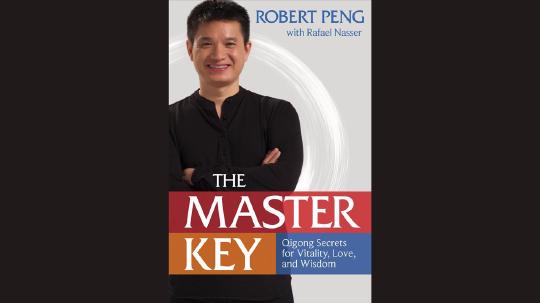 ROBERT PENG
with Rafael Nasser
THE
MASTER
KEY
Qigong Secrets
for Vitality, Love,
and Wisdom